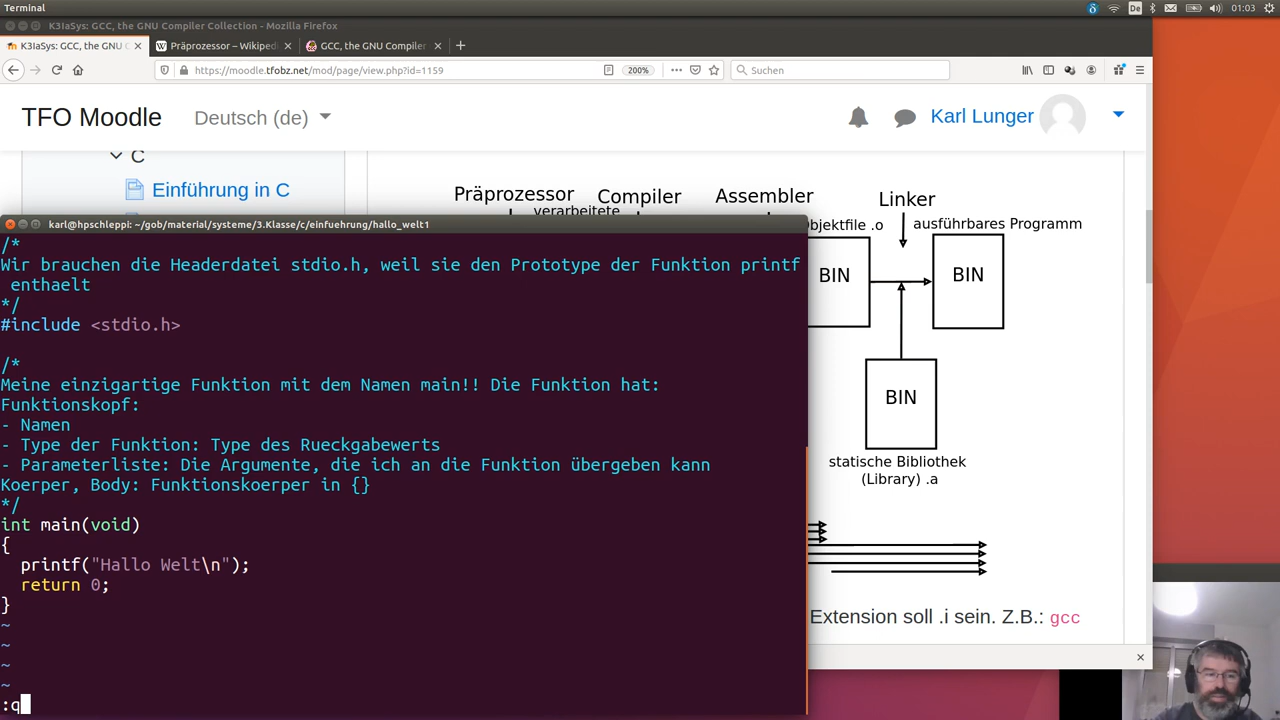 Terminal
De
01:03
K3IaSys: GCC, the GNU Compiler Collection - Mozilla Firefox
K3IaSys: GCC, the GNU C
Präprozessor – Wikiped
GCC, the GNU Compiler
https://moodle.tfobz.net/mod/page/view.php?id=1159
200%
Suchen
TFO Moodle
Deutsch (de)
Karl Lunger
C
Einführung in C
Präprozessor
Compiler
Assembler
Linker
verarbeitete
Objektfile .o
ausführbares Programm
BIN
BIN
BIN
statische Bibliothek
(Library) .a
Extension soll .i sein. Z.B.: gcc
karl@hpschleppi: ~/gob/material/systeme/3.Klasse/c/einfuehrung/hallo_welt1
/*
Wir brauchen die Headerdatei stdio.h, weil sie den Prototype der Funktion printf
enthaelt
*/
#include <stdio.h>
/*
Meine einzigartige Funktion mit dem Namen main!! Die Funktion hat:
Funktionskopf:
- Namen
- Type der Funktion: Type des Rueckgabewerts
- Parameterliste: Die Argumente, die ich an die Funktion übergeben kann
Koerper, Body: Funktionskoerper in {}
*/
int main(void)
{
printf("Hallo Welt\n");
return 0;
}
~
~
~
~
:q